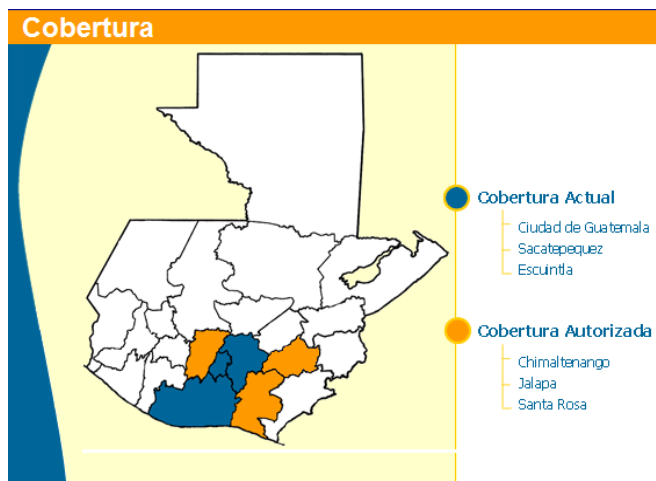 Cobertura
Cobertura Actual
Ciudad de Guatemala
Sacatepequez
Escuintla
Cobertura Autorizada
Chimaltenango
Jalapa
Santa Rosa